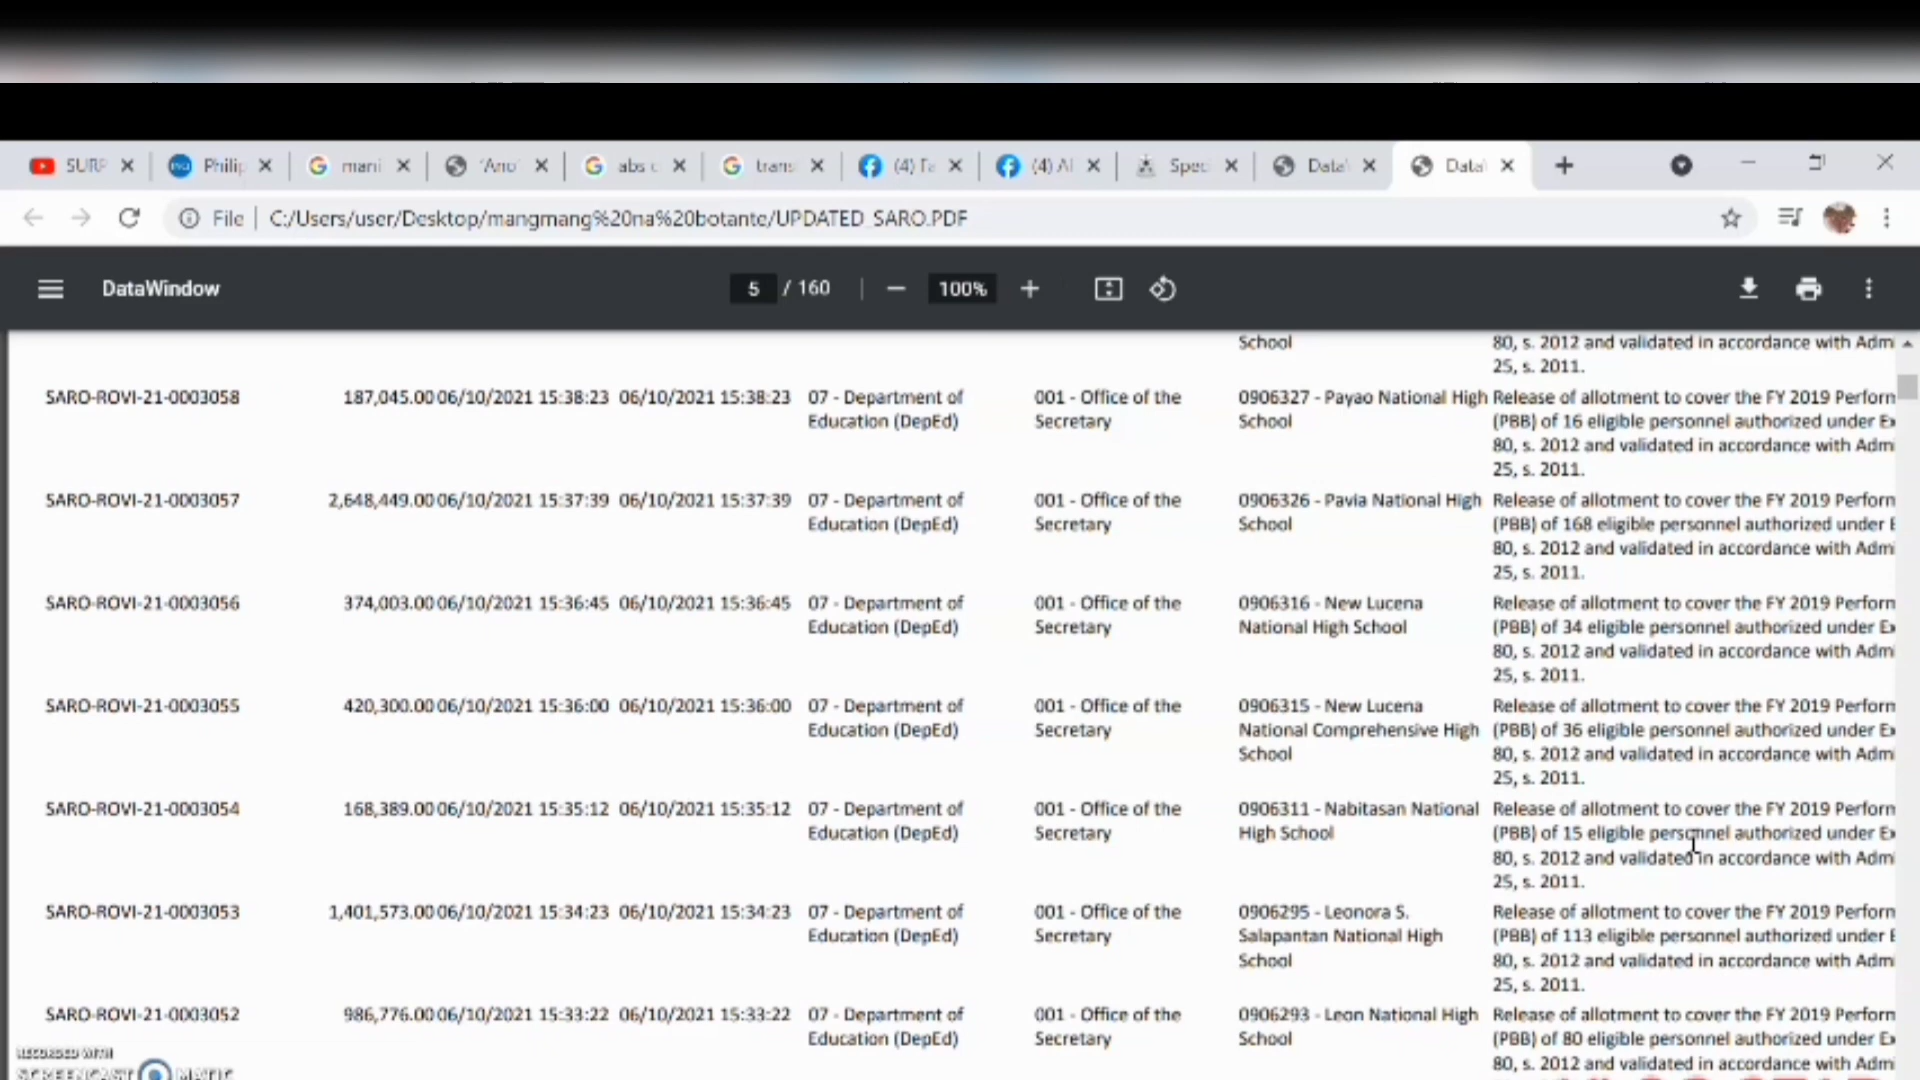 SURP
Philip
mani
'Ano'
abs c
trans
(4) Fa
(4) Al
Spec
Data
Data
File C:/Users/user/Desktop/mangmang%20na%20botante/UPDATED_SARO.PDF
DataWindow 5 / 160 100%
School 80, s. 2012 and validated in accordance with Adm
25, s. 2011.
SARO-ROVI-21-0003058 187,045.00 06/10/2021 15:38:23 06/10/2021 15:38:23 07 - Department of 001 - Office of the 0906327 - Payao National High Release of allotment to cover the FY 2019 Perform
Education (DepEd) Secretary School (PBB) of 16 eligible personnel authorized under Ex
80, s. 2012 and validated in accordance with Adm
25, s. 2011.
SARO-ROVI-21-0003057 2,648,449.00 06/10/2021 15:37:39 06/10/2021 15:37:39 07 - Department of 001 - Office of the 0906326 - Pavia National High Release of allotment to cover the FY 2019 Perform
Education (DepEd) Secretary School (PBB) of 168 eligible personnel authorized under E
80, s. 2012 and validated in accordance with Adm
25, s. 2011.
SARO-ROVI-21-0003056 374,003.00 06/10/2021 15:36:45 06/10/2021 15:36:45 07 - Department of 001 - Office of the 0906316 - New Lucena Release of allotment to cover the FY 2019 Perform
Education (DepEd) Secretary National High School (PBB) of 34 eligible personnel authorized under Ex
80, s. 2012 and validated in accordance with Adm
25, s. 2011.
SARO-ROVI-21-0003055 420,300.00 06/10/2021 15:36:00 06/10/2021 15:36:00 07 - Department of 001 - Office of the 0906315 - New Lucena Release of allotment to cover the FY 2019 Perform
Education (DepEd) Secretary National Comprehensive High (PBB) of 36 eligible personnel authorized under Ex
School 80, s. 2012 and validated in accordance with Adm
25, s. 2011.
SARO-ROVI-21-0003054 168,389.00 06/10/2021 15:35:12 06/10/2021 15:35:12 07 - Department of 001 - Office of the 0906311 - Nabitasan National Release of allotment to cover the FY 2019 Perform
Education (DepEd) Secretary High School (PBB) of 15 eligible personnel authorized under Ex
80, s. 2012 and validated in accordance with Adm
25, s. 2011.
SARO-ROVI-21-0003053 1,401,573.00 06/10/2021 15:34:23 06/10/2021 15:34:23 07 - Department of 001 - Office of the 0906295 - Leonora S. Release of allotment to cover the FY 2019 Perform
Education (DepEd) Secretary Salapantan National High (PBB) of 113 eligible personnel authorized under E
School 80, s. 2012 and validated in accordance with Adm
25, s. 2011.
SARO-ROVI-21-0003052 986,776.00 06/10/2021 15:33:22 06/10/2021 15:33:22 07 - Department of 001 - Office of the 0906293 - Leon National High Release of allotment to cover the FY 2019 Perform
Education (DepEd) Secretary School (PBB) of 80 eligible personnel authorized under Ex
80, s. 2012 and validated in accordance with Adm
RECORDED WITH
SCREENCAST MATIC